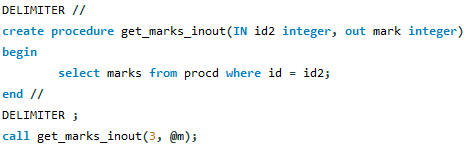 DELIMITER //
create procedure get_marks_inout(IN id2 integer, out mark integer)
begin
        select marks from procd where id = id2;
end //
DELIMITER ;
call get_marks_inout(3, @m);